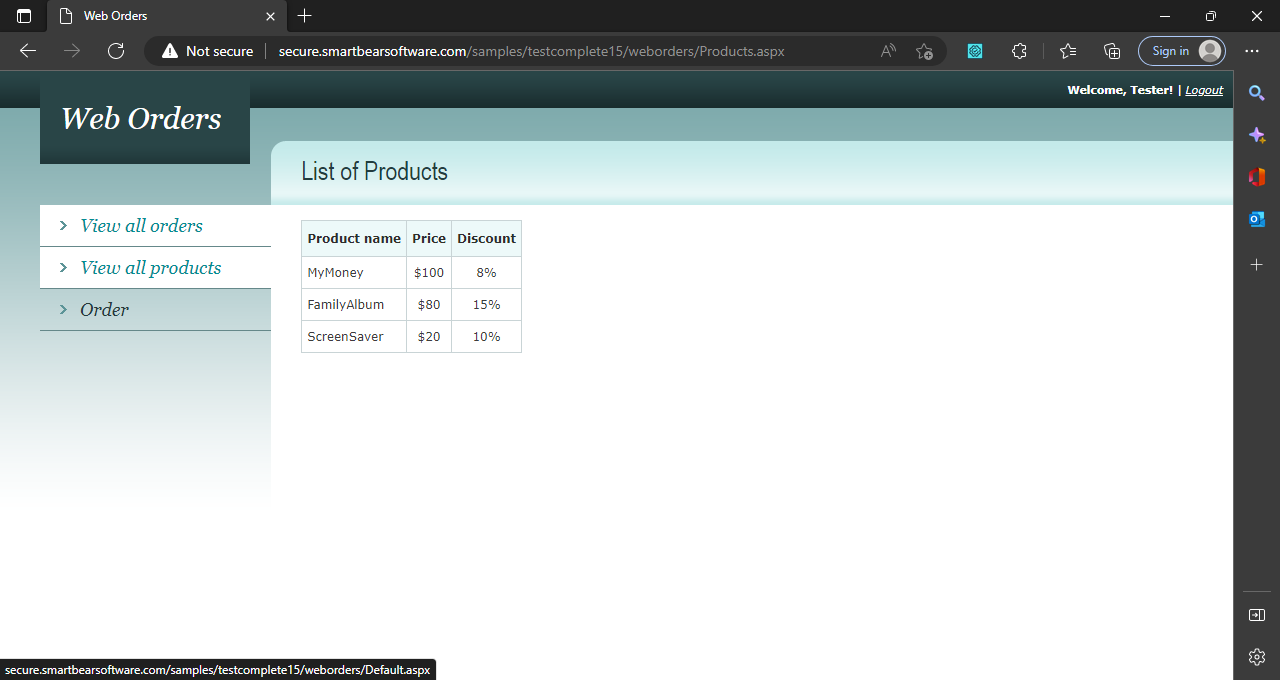 Web Orders
Not secure secure.smartbearsoftware.com/samples/testcomplete15/weborders/Products.aspx Sign in
Welcome, Tester! | Logout
Web Orders
List of Products
View all orders
View all products
Order
Product name Price Discount
MyMoney $100 8%
FamilyAlbum $80 15%
ScreenSaver $20 10%
secure.smartbearsoftware.com/samples/testcomplete15/weborders/Default.aspx